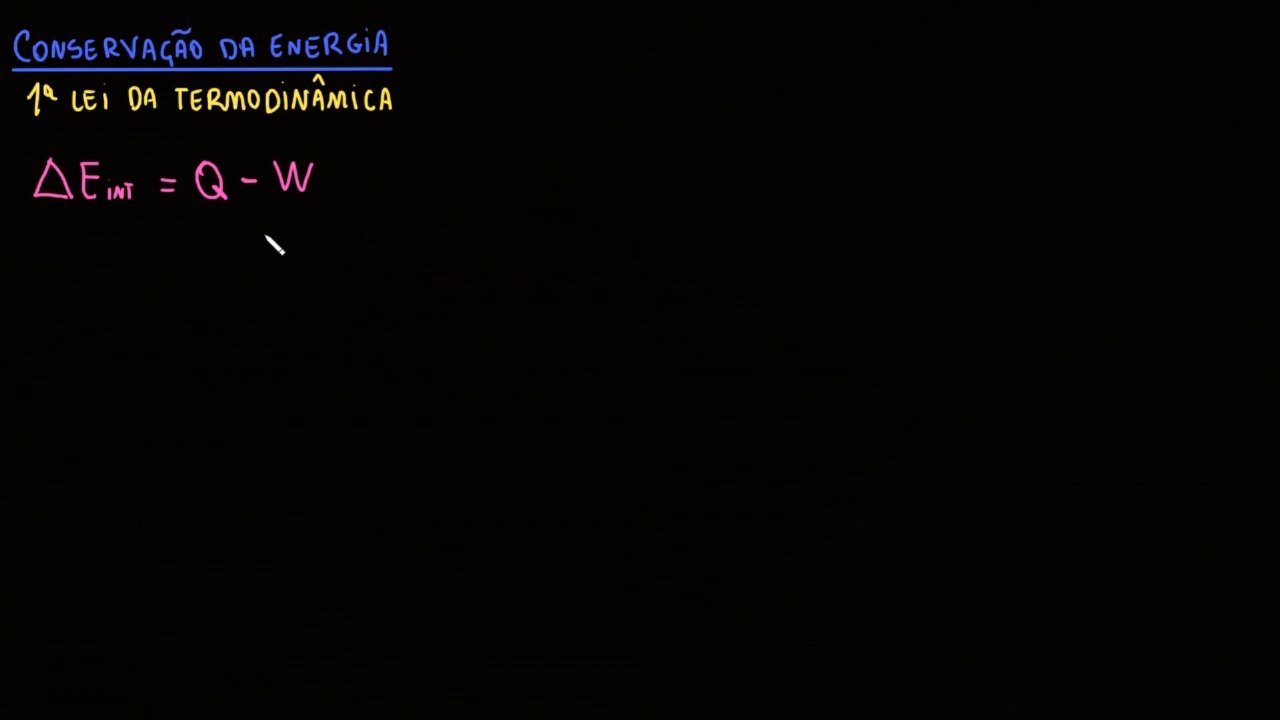 CONSERVAÇÃO DA ENERGIA
1ª LEI DA TERMODINÂMICA
ΔE_INT = Q - W